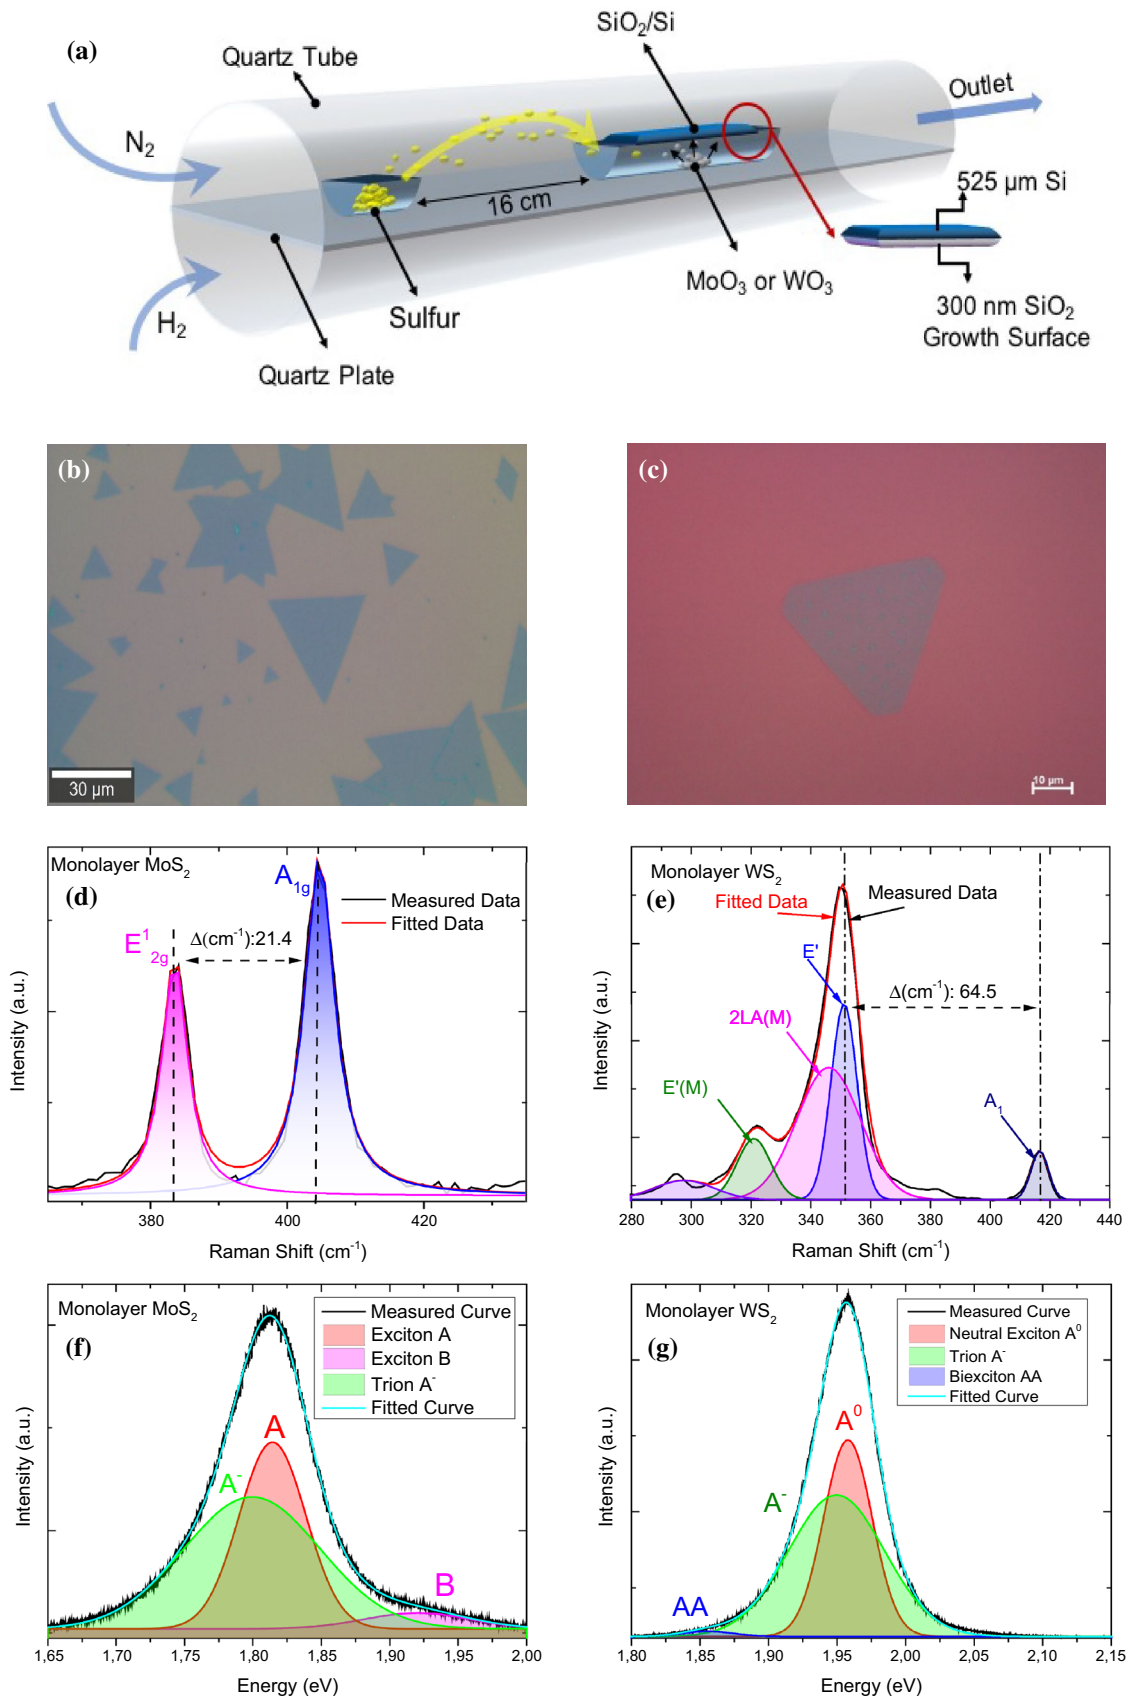 (a)
Quartz Tube
SiO2/Si
Outlet
N2
H2
16 cm
525 µm Si
Sulfur
MoO3 or WO3
300 nm SiO2
Growth Surface
Quartz Plate
(b)
30 µm
(c)
10 µm
Monolayer MoS2
(d)
A1g
E12g
Δ(cm-1):21.4
Measured Data
Fitted Data
Intensity (a.u.)
380 400 420
Raman Shift (cm-1)
Monolayer WS2
(e)
Fitted Data
Measured Data
E'
Δ(cm-1): 64.5
2LA(M)
E'(M)
A1
Intensity (a.u.)
280 300 320 340 360 380 400 420 440
Raman Shift (cm-1)
Monolayer MoS2
(f)
Measured Curve
Exciton A
Exciton B
Trion A-
Fitted Curve
A
A-
B
Intensity (a.u.)
1,65 1,70 1,75 1,80 1,85 1,90 1,95 2,00
Energy (eV)
Monolayer WS2
(g)
Measured Curve
Neutral Exciton A0
Trion A-
Biexciton AA
Fitted Curve
A0
A-
AA
Intensity (a.u.)
1,80 1,85 1,90 1,95 2,00 2,05 2,10 2,15
Energy (eV)